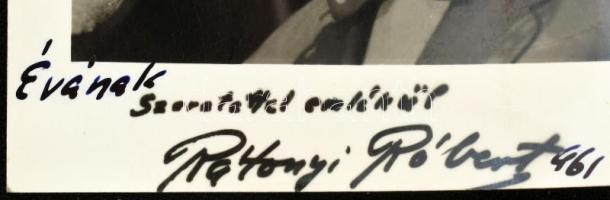 Évának
Szeretettel emlékül
Rátonyi Róbert 961